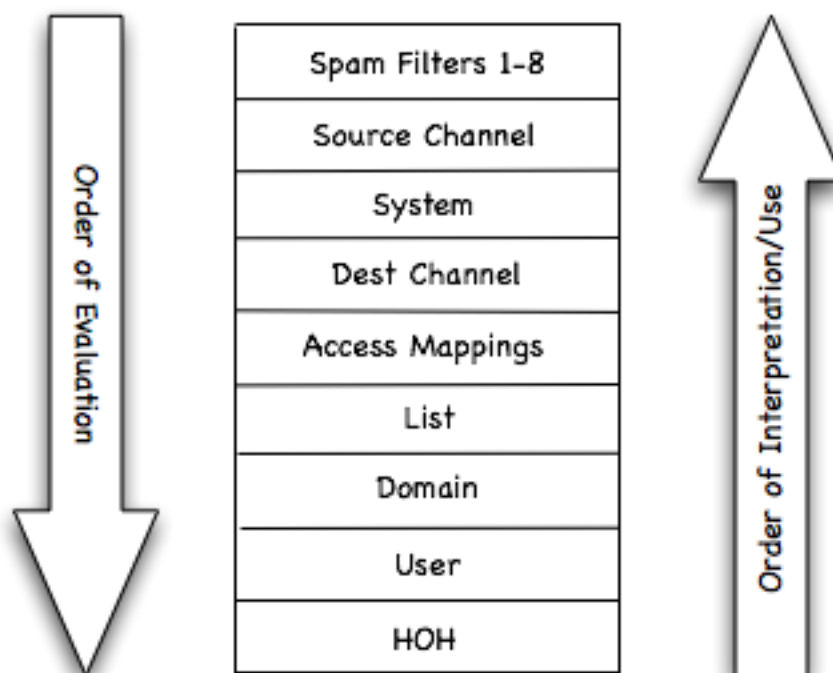 Order of Evaluation
Spam Filters 1-8
Source Channel
System
Dest Channel
Access Mappings
List
Domain
User
HOH
Order of Interpretation/Use